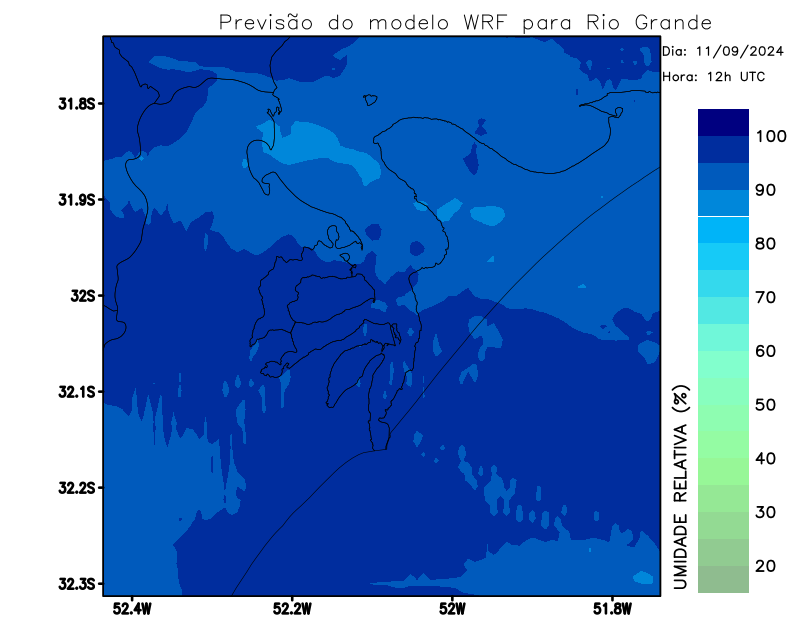 Previsão do modelo WRF para Rio Grande
Dia: 11/09/2024
Hora: 12h UTC
31.8S
31.9S
32S
32.1S
32.2S
32.3S
52.4W
52.2W
52W
51.8W
100
90
80
70
60
50
40
30
20
UMIDADE RELATIVA (%)